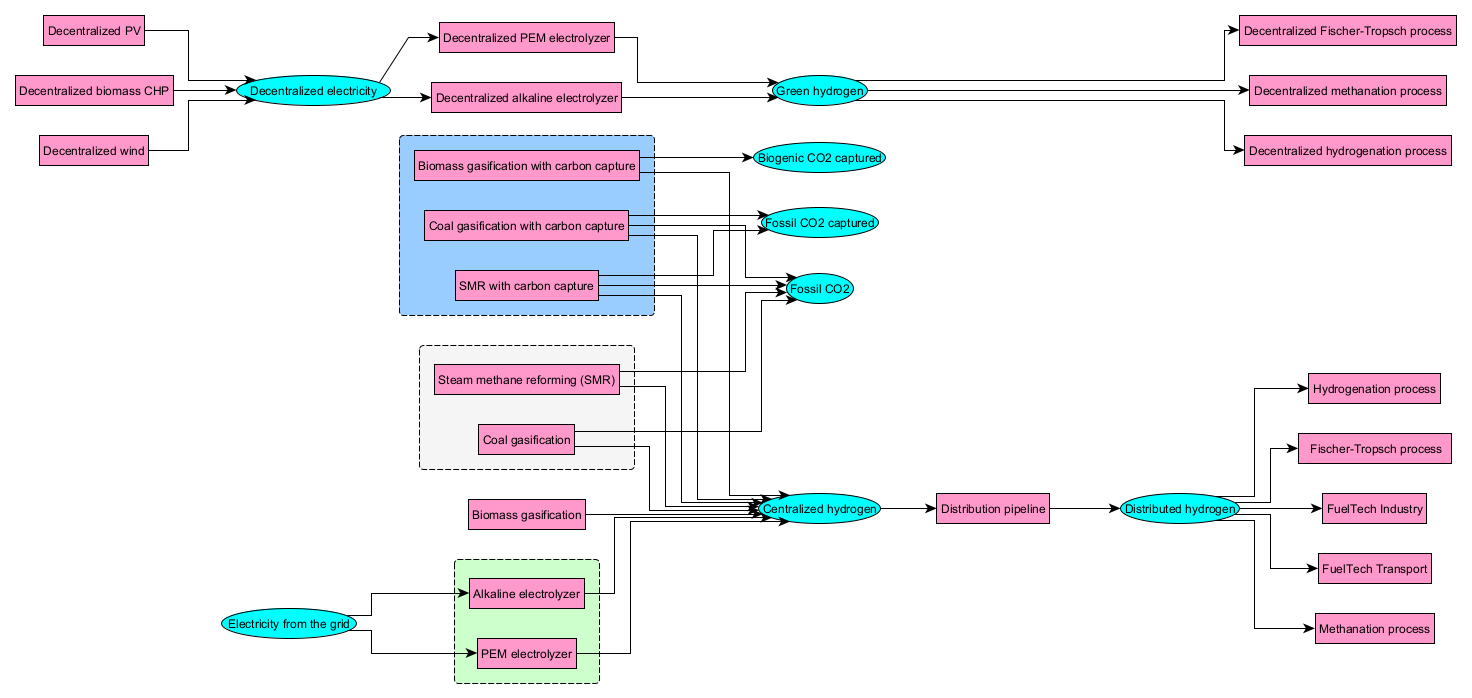 Decentralized PV
Decentralized biomass CHP
Decentralized wind
Decentralized electricity
Decentralized PEM electrolyzer
Decentralized alkaline electrolyzer
Green hydrogen
Decentralized Fischer-Tropsch process
Decentralized methanation process
Decentralized hydrogenation process
Biomass gasification with carbon capture
Coal gasification with carbon capture
SMR with carbon capture
Biogenic CO2 captured
Fossil CO2 captured
Fossil CO2
Steam methane reforming (SMR)
Coal gasification
Biomass gasification
Electricity from the grid
Alkaline electrolyzer
PEM electrolyzer
Centralized hydrogen
Distribution pipeline
Distributed hydrogen
Hydrogenation process
Fischer-Tropsch process
FuelTech Industry
FuelTech Transport
Methanation process